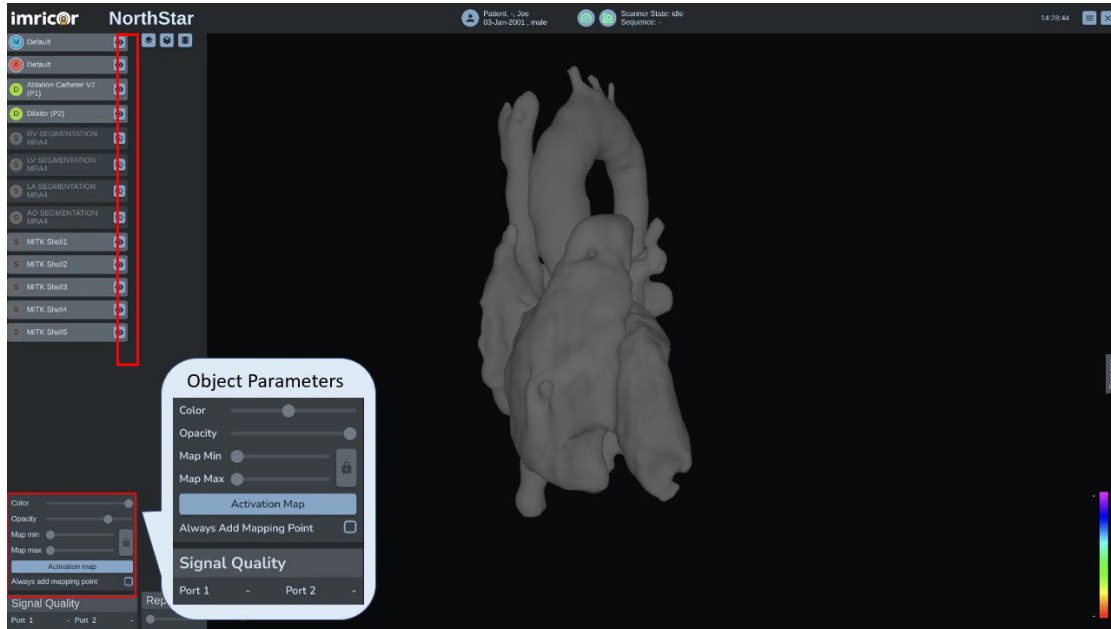 imricor NorthStar
Patient, -, Joe
03-Jan-2001 , male
Scanner State: idle
Sequence: -
14:28:44
M Default
A Default
D Ablation Catheter V2
(P1)
D Dilator (P2)
S RV SEGMENTATION
MRA4
S LV SEGMENTATION
MRA4
S LA SEGMENTATION
MRA4
S AO SEGMENTATION
MRA4
S MITK Shell1
S MITK Shell2
S MITK Shell3
S MITK Shell4
S MITK Shell5
Object Parameters
Color
Opacity
Map Min
Map Max
Activation Map
Always Add Mapping Point
Signal Quality
Port 1 - Port 2 -
Color
Opacity
Map min
Map max
Activation map
Always add mapping point
Signal Quality
Port 1 - Port 2 -
Rep